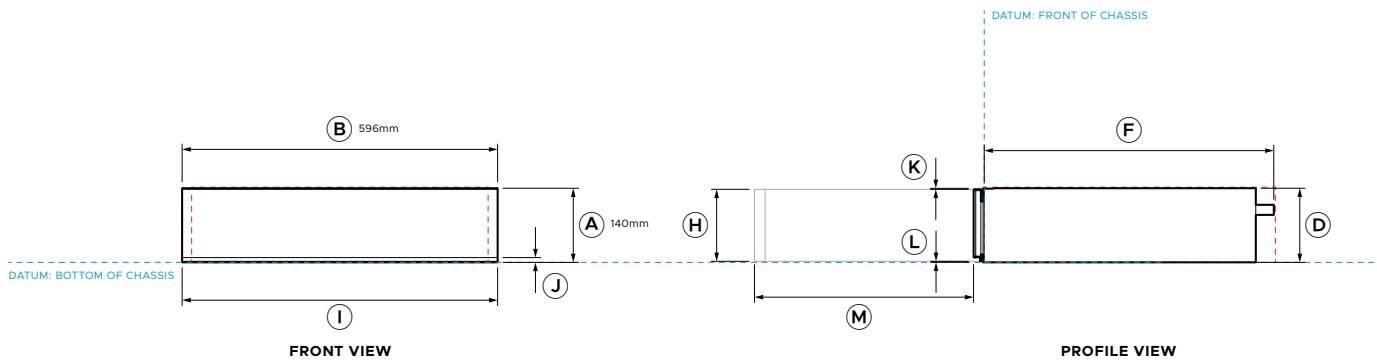 DATUM: FRONT OF CHASSIS
B 596mm
F
K
H
A 140mm
L
D
DATUM: BOTTOM OF CHASSIS
J
I
M
FRONT VIEW
PROFILE VIEW